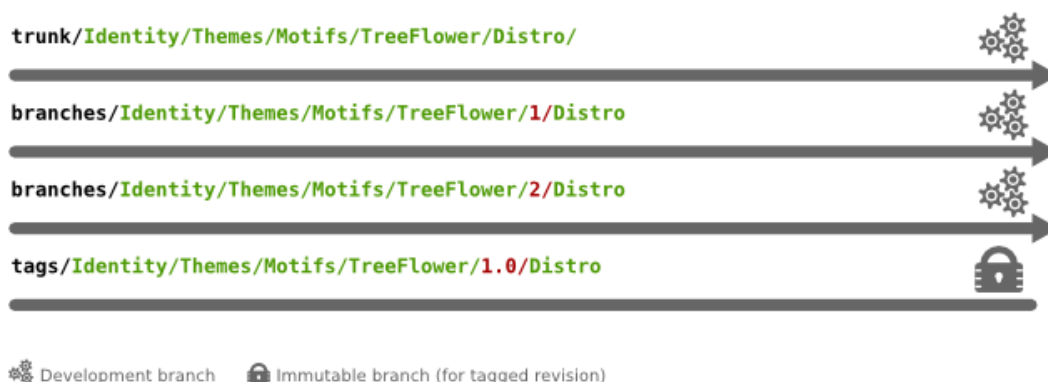 trunk/Identity/Themes/Motifs/TreeFlower/Distro/
branches/Identity/Themes/Motifs/TreeFlower/1/Distro
branches/Identity/Themes/Motifs/TreeFlower/2/Distro
tags/Identity/Themes/Motifs/TreeFlower/1.0/Distro
Development branch Immutable branch (for tagged revision)